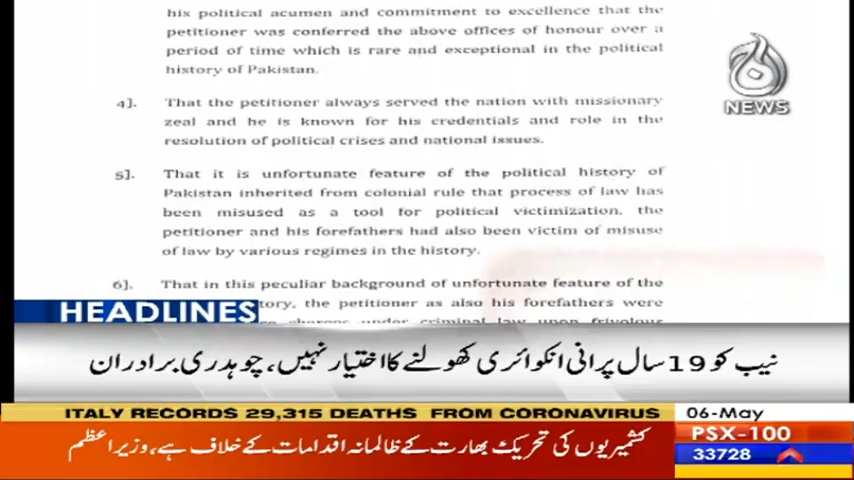 his political acumen and commitment to excellence that the
petitioner was conferred the above offices of honour over a
period of time which is rare and exceptional in the political
history of Pakistan.
4]. That the petitioner always served the nation with missionary
zeal and he is known for his credentials and role in the
resolution of political crises and national issues.
5]. That it is unfortunate feature of the political history of
Pakistan inherited from colonial rule that process of law has
been misused as a tool for political victimization, the
petitioner and his forefathers had also been victim of misuse
of law by various regimes in the history.
6]. That in this peculiar background of unfortunate feature of the
tory, the petitioner as also his forefathers were
charges under criminal law upon frivolous
NEWS
HEADLINES
نیب کو 19 سال پرانی انکوائری کھولنے کا اختیار نہیں، چوہدری برادران
ITALY RECORDS 29,315 DEATHS FROM CORONAVIRUS
06-May
کشمیریوں کی تحریک بھارت کے ظالمانہ اقدامات کے خلاف ہے، وزیراعظم
PSX-100
33728